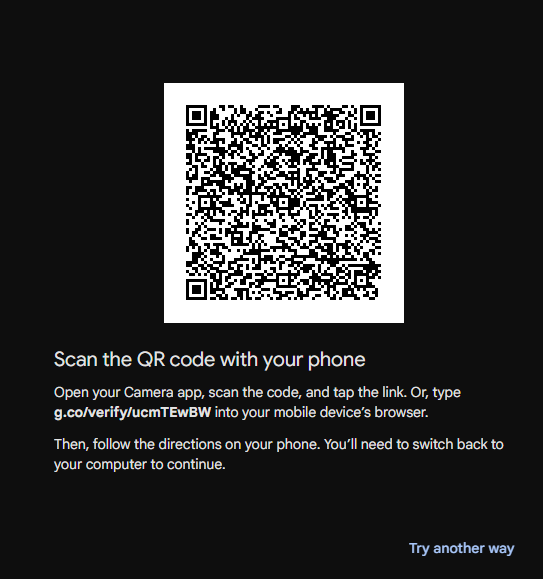 Scan the QR code with your phone
Open your Camera app, scan the code, and tap the link. Or, type
g.co/verify/ucmTEwBW into your mobile device’s browser.
Then, follow the directions on your phone. You’ll need to switch back to
your computer to continue.
Try another way